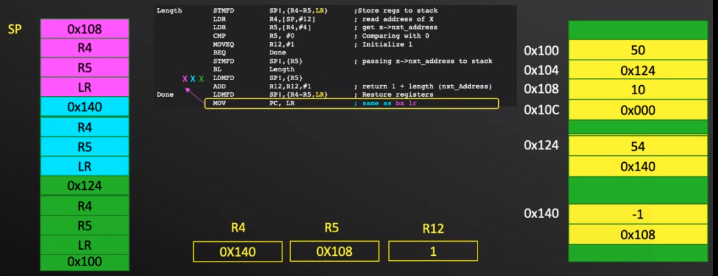 SP
0x108
R4
R5
LR
0x140
R4
R5
LR
0x124
R4
R5
LR
0x100
Length STMFD SP!,{R4-R5,LR} ;Store regs to stack
LDR R4,[SP,#12] ; read address of X
LDR R5,[R4,#4] ; get x->nxt_address
CMP R5, #0 ; Comparing with 0
MOVEQ R12,#1 ; Initialize 1
BEQ Done
STMFD SP!,{R5} ; passing x->nxt_address to stack
BL Length
X X X LDMFD SP!,{R5}
ADD R12,R12,#1 ; return 1 + length (nxt_Address)
Done LDMFD SP!,{R4-R5,LR} ; Restore registers
MOV PC, LR ; same as bx lr
R4 R5 R12
0X140 0X108 1
0x100 50
0x104 0x124
0x108 10
0x10C 0x000
0x124 54
0x140
0x140 -1
0x108